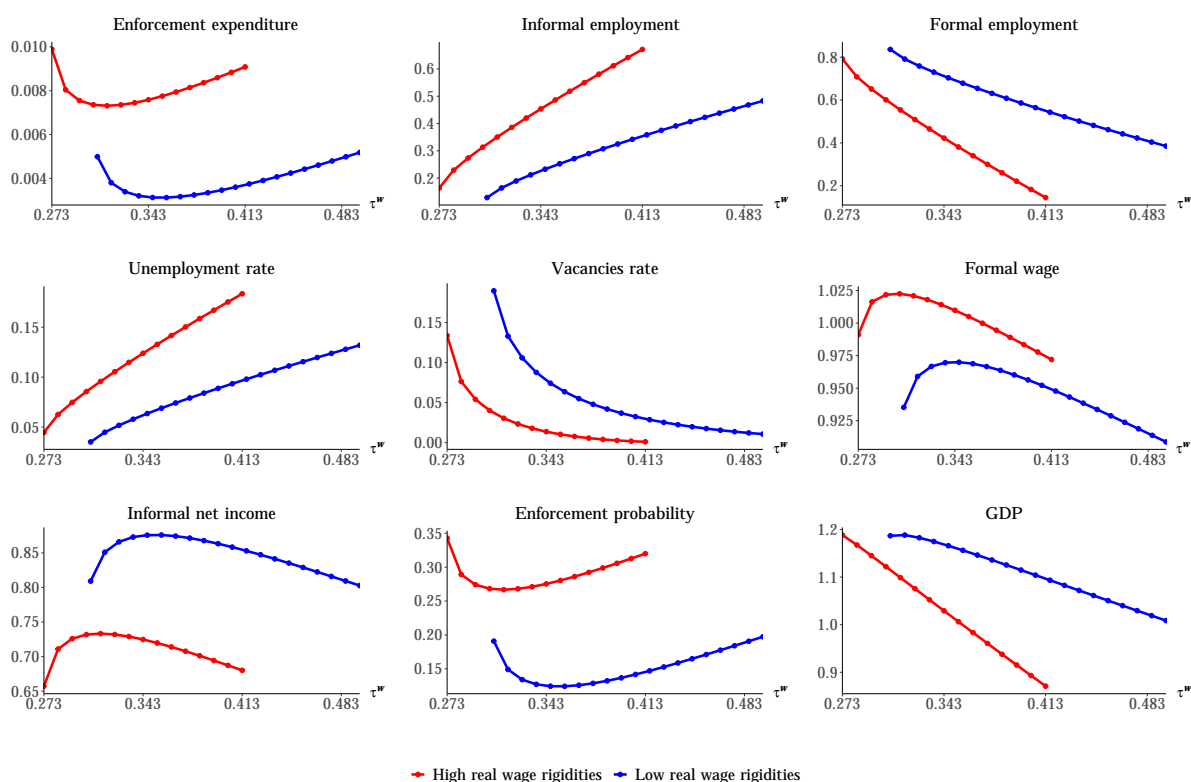 Enforcement expenditure
0.010
0.008
0.006
0.004
0.273 0.343 0.413 0.483 τʷ
Informal employment
0.6
0.5
0.4
0.3
0.2
0.273 0.343 0.413 0.483 τʷ
Formal employment
0.8
0.6
0.4
0.2
0.273 0.343 0.413 0.483 τʷ
Unemployment rate
0.15
0.10
0.05
0.273 0.343 0.413 0.483 τʷ
Vacancies rate
0.15
0.10
0.05
0.00
0.273 0.343 0.413 0.483 τʷ
Formal wage
1.025
1.000
0.975
0.950
0.925
0.273 0.343 0.413 0.483 τʷ
Informal net income
0.85
0.80
0.75
0.70
0.65
0.273 0.343 0.413 0.483 τʷ
Enforcement probability
0.35
0.30
0.25
0.20
0.15
0.273 0.343 0.413 0.483 τʷ
GDP
1.2
1.1
1.0
0.9
0.273 0.343 0.413 0.483 τʷ
High real wage rigidities Low real wage rigidities